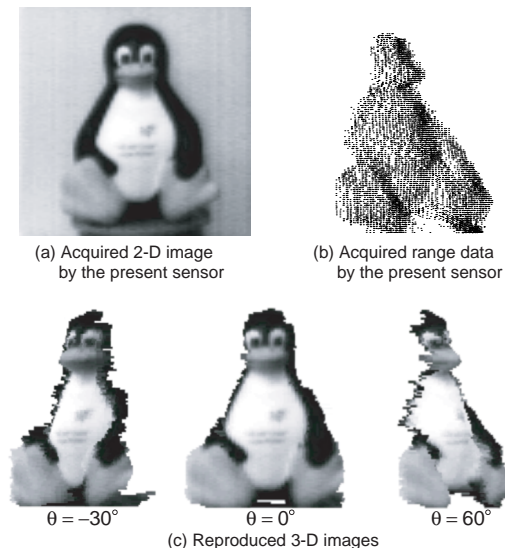 (a) Acquired 2-D image
by the present sensor
(b) Acquired range data
by the present sensor
θ = –30°
θ = 0°
θ = 60°
(c) Reproduced 3-D images